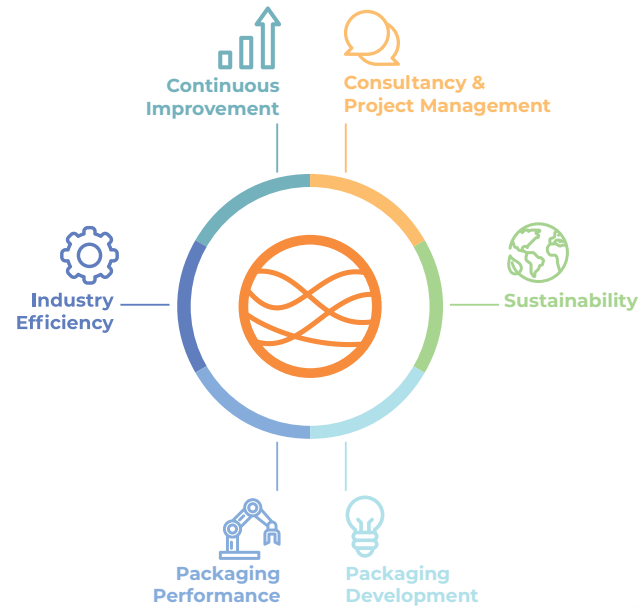 Continuous
Improvement
Consultancy &
Project Management
Industry
Efficiency
Sustainability
Packaging
Performance
Packaging
Development